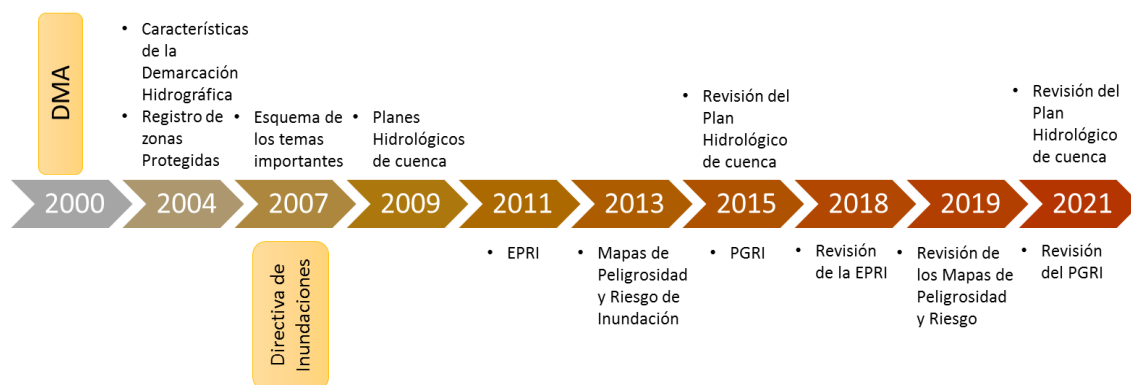 DMA
• Características
de la
Demarcación
Hidrográfica
• Registro de
zonas
Protegidas
• Esquema de
los temas
importantes
• Planes
Hidrológicos
de cuenca
• Revisión del
Plan
Hidrológico
de cuenca
• Revisión del
Plan
Hidrológico
de cuenca
2000
2004
2007
2009
2011
2013
2015
2018
2019
2021
Directiva de
Inundaciones
• EPRI
• Mapas de
Peligrosidad
y Riesgo de
Inundación
• PGRI
• Revisión
de la EPRI
• Revisión de
los Mapas de
Peligrosidad
y Riesgo
• Revisión
del PGRI